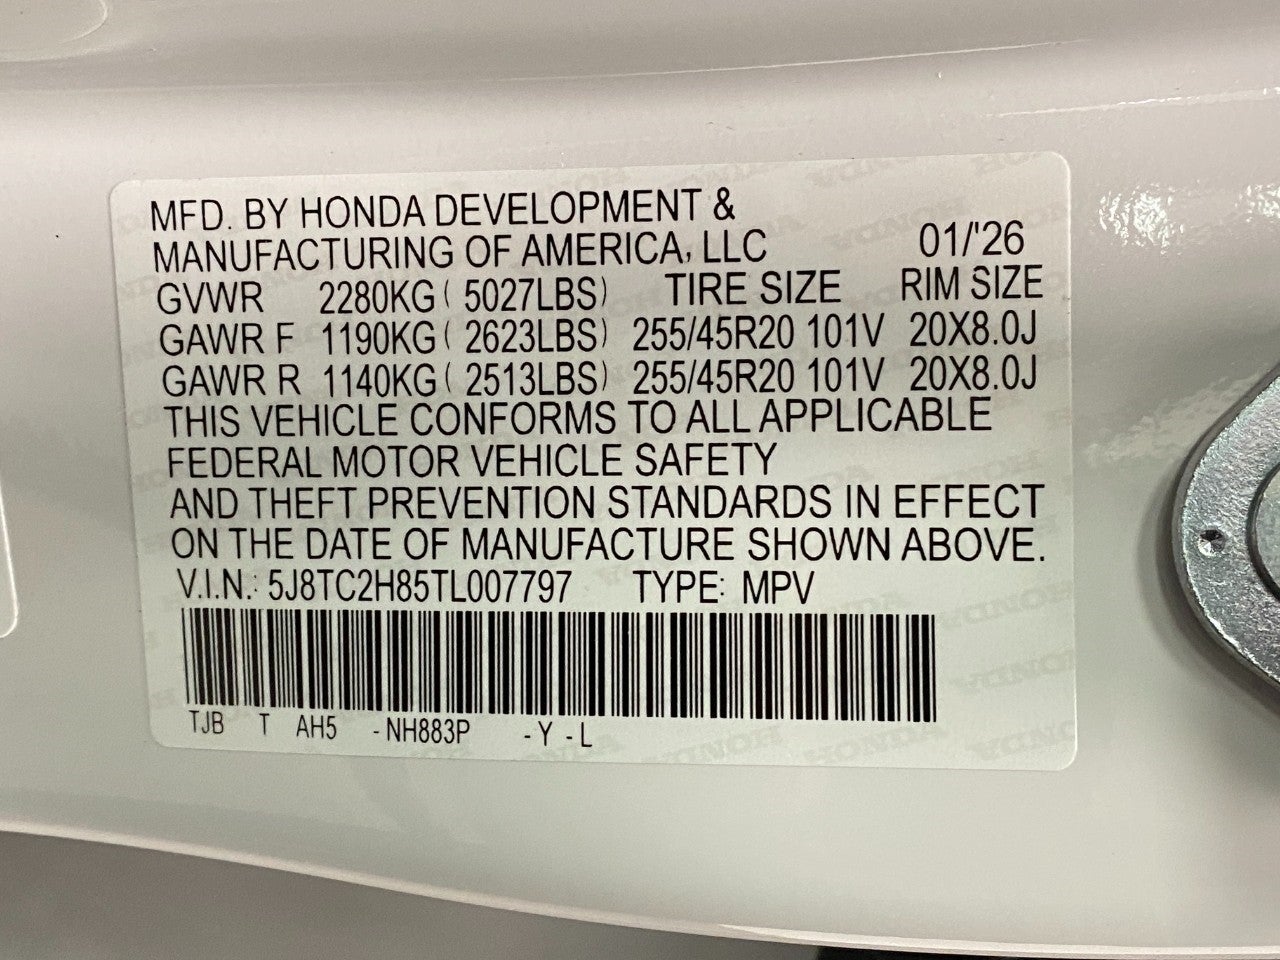 MFD. BY HONDA DEVELOPMENT &
MANUFACTURING OF AMERICA, LLC 01/'26
GVWR 2280KG ( 5027LBS) TIRE SIZE RIM SIZE
GAWR F 1190KG ( 2623LBS) 255/45R20 101V 20X8.0J
GAWR R 1140KG ( 2513LBS) 255/45R20 101V 20X8.0J
THIS VEHICLE CONFORMS TO ALL APPLICABLE
FEDERAL MOTOR VEHICLE SAFETY
AND THEFT PREVENTION STANDARDS IN EFFECT
ON THE DATE OF MANUFACTURE SHOWN ABOVE.
V.I.N.: 5J8TC2H85TL007797 TYPE: MPV
TJB T AH5 -NH883P -Y -L